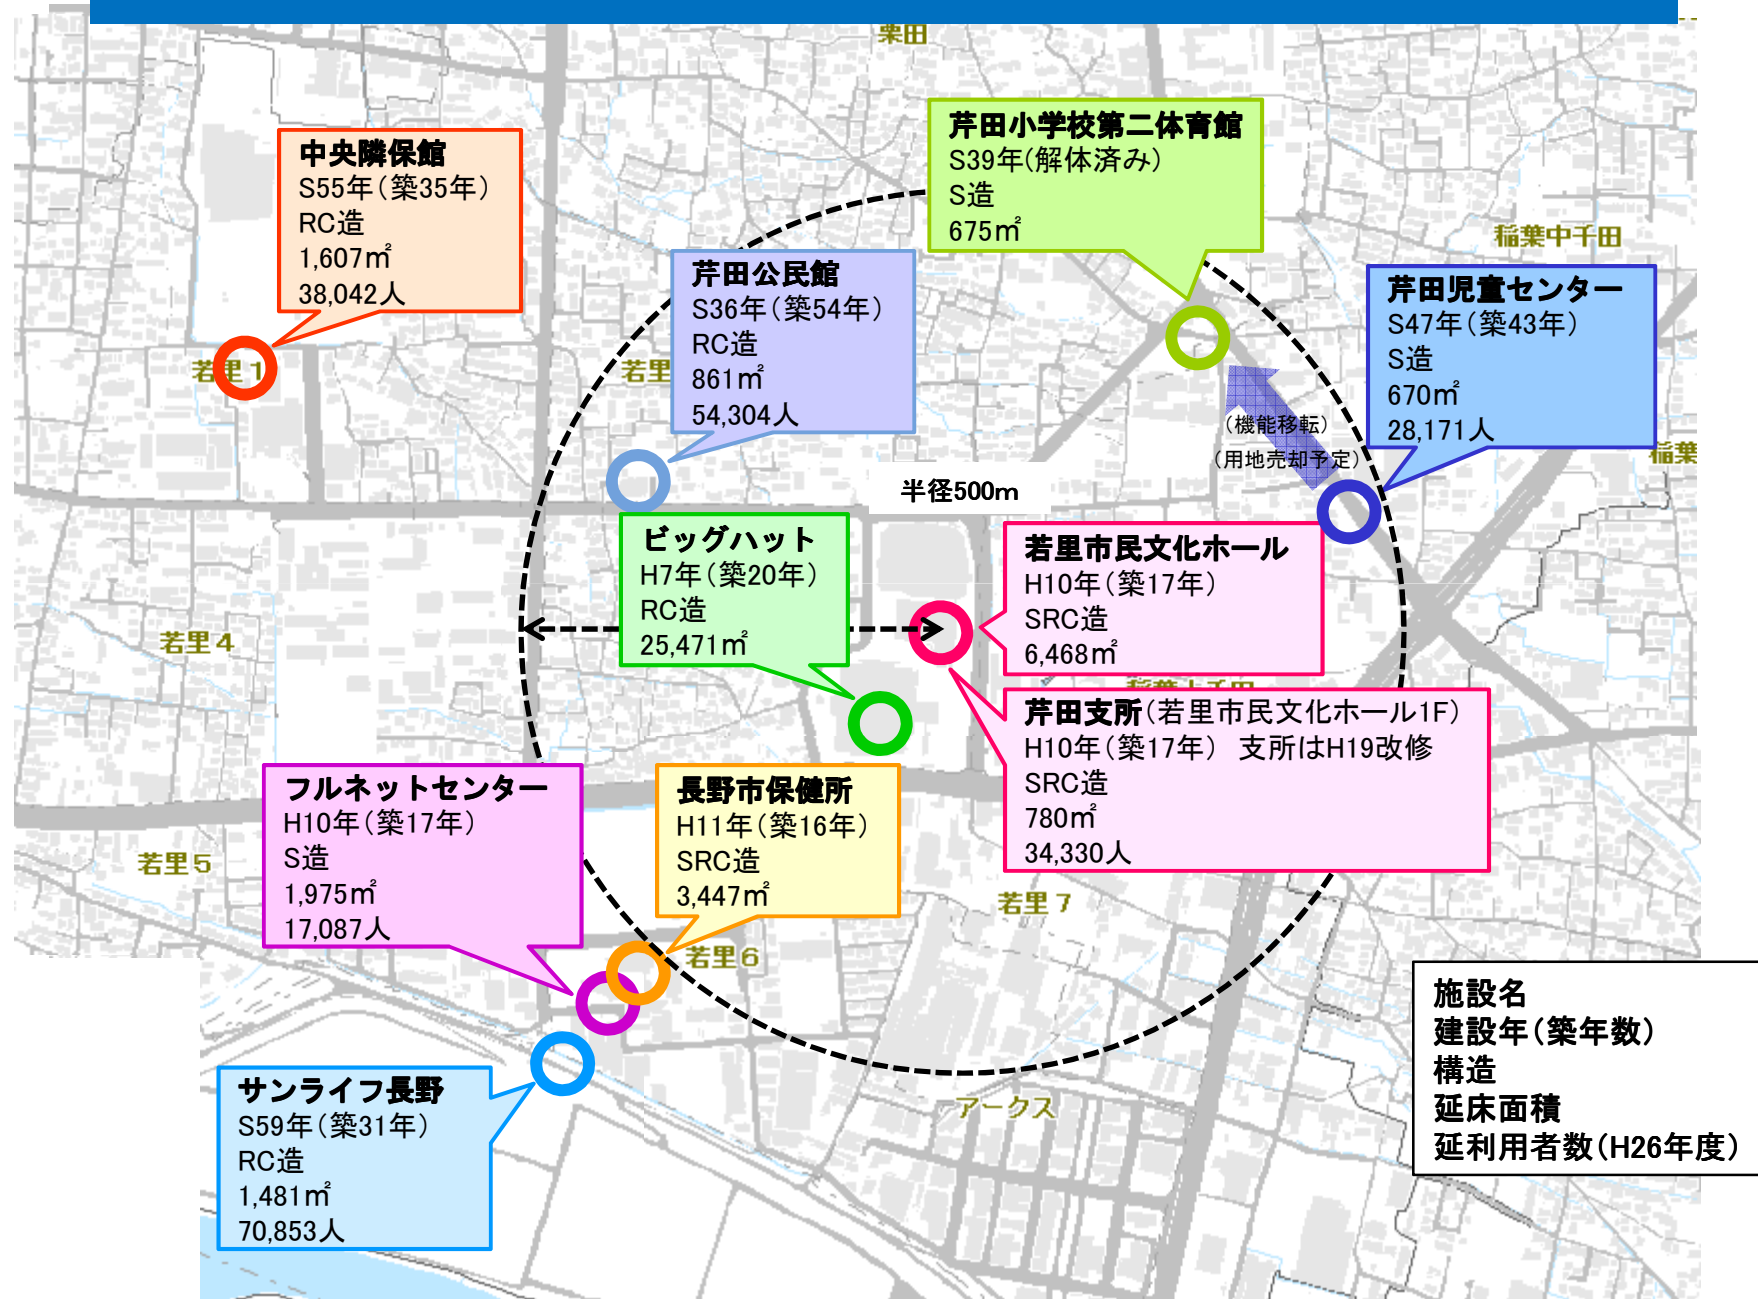 栗田
中央隣保館
S55年(築35年)
RC造
1,607㎡
38,042人
芹田小学校第二体育館
S39年(解体済み)
S造
675㎡
稲葉中千田
芹田公民館
S36年(築54年)
RC造
861㎡
54,304人
芹田児童センター
S47年(築43年)
S造
670㎡
28,171人
若里1
若里
(機能移転)
(用地売却予定)
稲葉
半径500m
ビッグハット
H7年(築20年)
RC造
25,471㎡
若里市民文化ホール
H10年(築17年)
SRC造
6,468㎡
若里4
芹田支所(若里市民文化ホール1F)
H10年(築17年) 支所はH19改修
SRC造
780㎡
34,330人
フルネットセンター
H10年(築17年)
S造
1,975㎡
17,087人
長野市保健所
H11年(築16年)
SRC造
3,447㎡
若里5
若里7
若里6
サンライフ長野
S59年(築31年)
RC造
1,481㎡
70,853人
アークス
施設名
建設年(築年数)
構造
延床面積
延利用者数(H26年度)